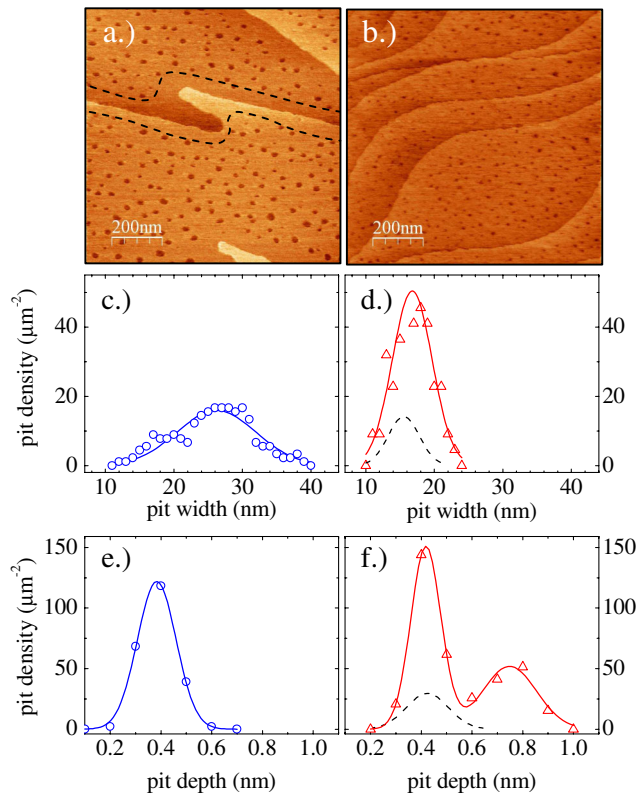 a.)
b.)
200nm
200nm
c.)
d.)
pit density (μm⁻²)
40
20
0
40
20
0
10 20 30 40
10 20 30 40
pit width (nm)
pit width (nm)
e.)
f.)
pit density (μm⁻²)
150
100
50
0
150
100
50
0
0.2 0.4 0.6 0.8 1.0
0.2 0.4 0.6 0.8 1.0
pit depth (nm)
pit depth (nm)